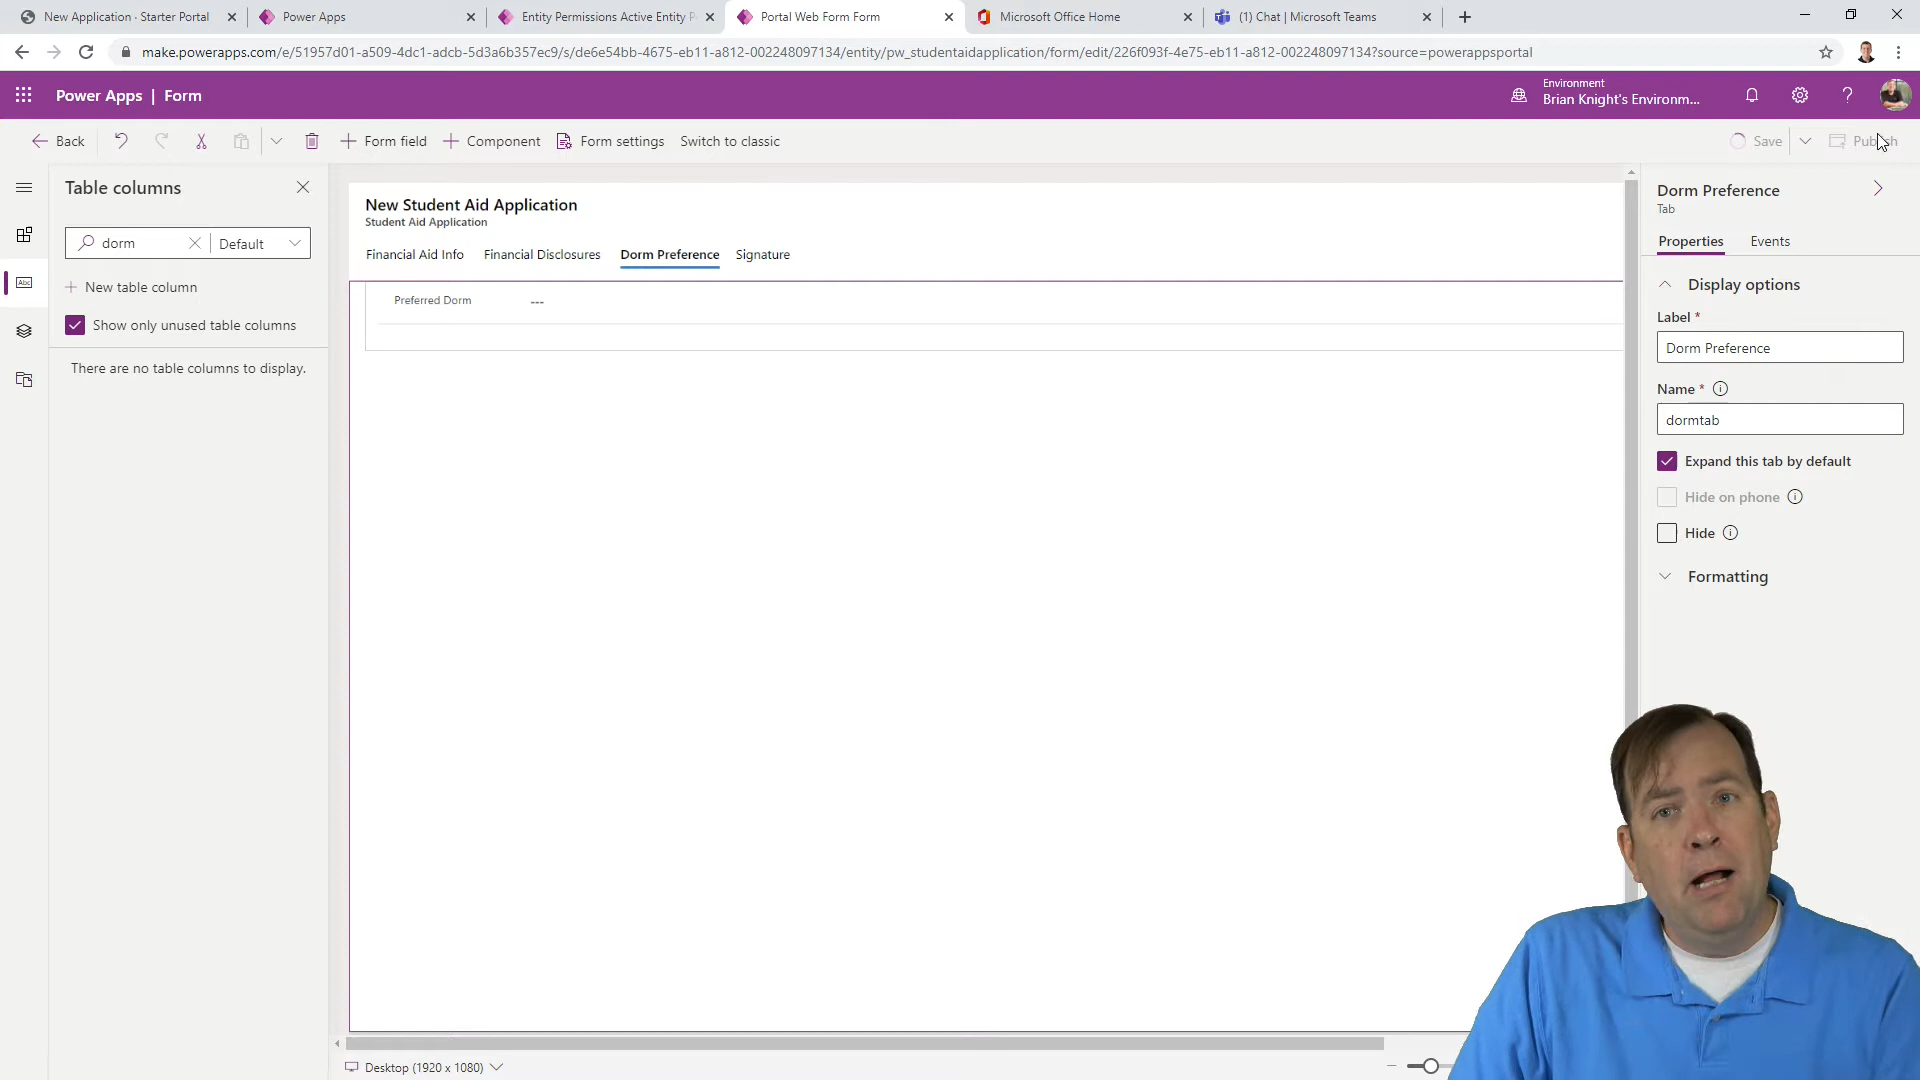 New Application · Starter Portal
Power Apps
Entity Permissions Active Entity P
Portal Web Form Form
Microsoft Office Home
(1) Chat | Microsoft Teams
make.powerapps.com/e/51957d01-a509-4dc1-adcb-5d3a6b357ec9/s/de6e54bb-4675-eb11-a812-002248097134/entity/pw_studentaidapplication/form/edit/226f093f-4e75-eb11-a812-002248097134?source=powerappsportal
Power Apps | Form
Environment
Brian Knight's Environm...
Back
Form field
Component
Form settings
Switch to classic
Save
Publish
Table columns
dorm
Default
New table column
Show only unused table columns
There are no table columns to display.
New Student Aid Application
Student Aid Application
Financial Aid Info
Financial Disclosures
Dorm Preference
Signature
Preferred Dorm
---
Dorm Preference
Tab
Properties
Events
Display options
Label *
Dorm Preference
Name *
dormtab
Expand this tab by default
Hide on phone
Hide
Formatting
Desktop (1920 x 1080)
Abc